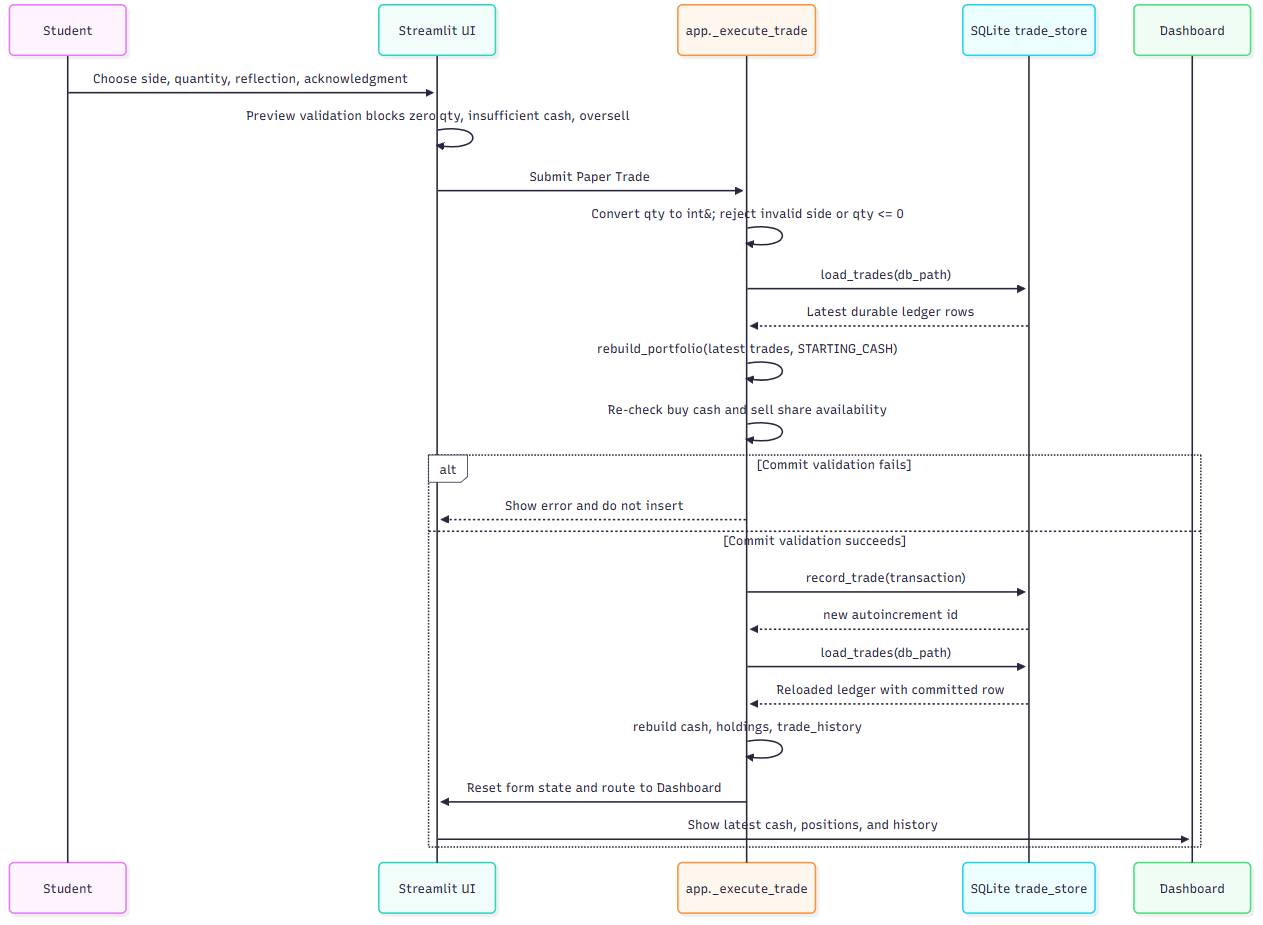 Student
Streamlit UI
app._execute_trade
SQLite trade_store
Dashboard
Choose side, quantity, reflection, acknowledgment
Preview validation blocks zero qty, insufficient cash, oversell
Submit Paper Trade
Convert qty to int&; reject invalid side or qty <= 0
load_trades(db_path)
Latest durable ledger rows
rebuild_portfolio(latest trades, STARTING_CASH)
Re-check buy cash and sell share availability
alt
[Commit validation fails]
Show error and do not insert
[Commit validation succeeds]
record_trade(transaction)
new autoincrement id
load_trades(db_path)
Reloaded ledger with committed row
rebuild cash, holdings, trade_history
Reset form state and route to Dashboard
Show latest cash, positions, and history
Student
Streamlit UI
app._execute_trade
SQLite trade_store
Dashboard